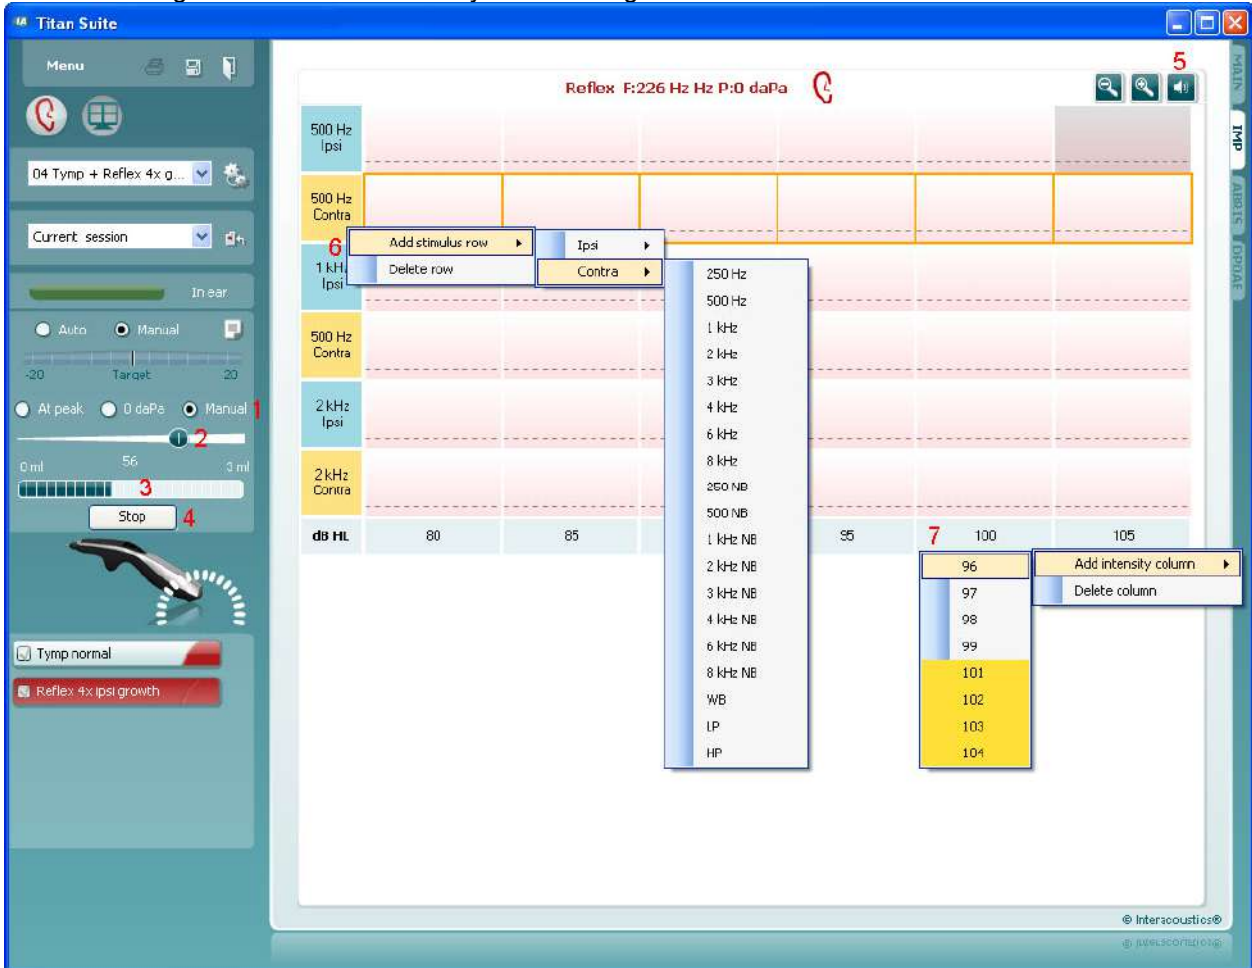 Titan Suite
Menu
5
MAIN
Reflex F:226 Hz Hz P:0 daPa
IMP
ABRIS
DPOAE
500 Hz
Ipsi
04 Tymp + Reflex 4x g...
500 Hz
Contra
Current session
6
Add stimulus row
Delete row
Ipsi
Contra
250 Hz
500 Hz
1 kHz
2 kHz
3 kHz
4 kHz
6 kHz
8 kHz
250 NB
500 NB
1 kHz NB
2 kHz NB
3 kHz NB
4 kHz NB
6 kHz NB
8 kHz NB
WB
LP
HP
1 kH
Ipsi
In ear
Auto
Manual
500 Hz
Contra
-20
Target
20
At peak
0 daPa
Manual
1
2 kHz
Ipsi
2
0 ml
56
3 ml
3
2 kHz
Contra
Stop
4
dB HL
80
85
95
7
100
105
96
97
98
99
101
102
103
104
Add intensity column
Delete column
Tymp normal
Reflex 4x ipsi growth
© Interacoustics®